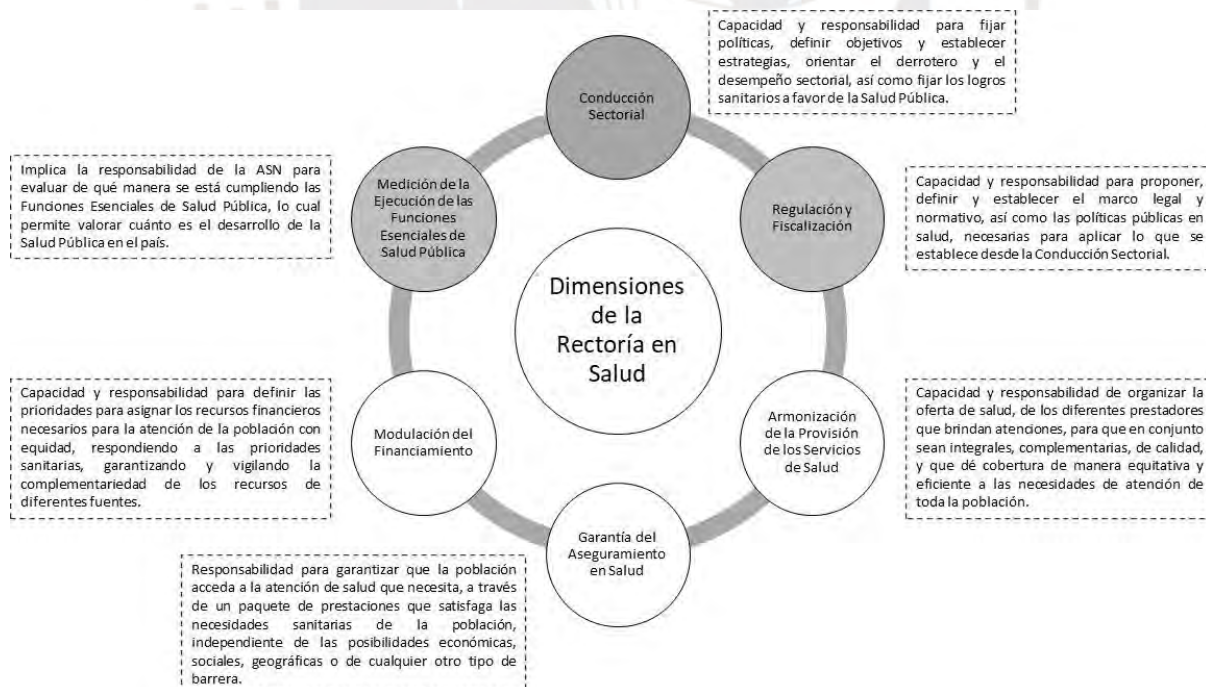 Capacidad y responsabilidad para fijar
políticas, definir objetivos y establecer
estrategias, orientar el derrotero y el
desempeño sectorial, así como fijar los logros
sanitarios a favor de la Salud Pública.
Conducción
Sectorial
Implica la responsabilidad de la ASN para
evaluar de qué manera se está cumpliendo las
Funciones Esenciales de Salud Pública, lo cual
permite valorar cuánto es el desarrollo de la
Salud Pública en el país.
Medición de la
Ejecución de las
Funciones
Esenciales de
Salud Pública
Regulación y
Fiscalización
Capacidad y responsabilidad para proponer,
definir y establecer el marco legal y
normativo, así como las políticas públicas en
salud, necesarias para aplicar lo que se
establece desde la Conducción Sectorial.
Dimensiones
de la
Rectoría en
Salud
Capacidad y responsabilidad para definir las
prioridades para asignar los recursos financieros
necesarios para la atención de la población con
equidad, respondiendo a las prioridades
sanitarias, garantizando y vigilando la
complementariedad de los recursos de
diferentes fuentes.
Modulación del
Financiamiento
Armonización
de la Provisión
de los Servicios
de Salud
Capacidad y responsabilidad de organizar la
oferta de salud, de los diferentes prestadores
que brindan atenciones, para que en conjunto
sean integrales, complementarias, de calidad,
y que dé cobertura de manera equitativa y
eficiente a las necesidades de atención de
toda la población.
Garantía del
Aseguramiento
en Salud
Responsabilidad para garantizar que la población
acceda a la atención de salud que necesita, a través
de un paquete de prestaciones que satisfaga las
necesidades sanitarias de la población,
independiente de las posibilidades económicas,
sociales, geográficas o de cualquier otro tipo de
barrera.